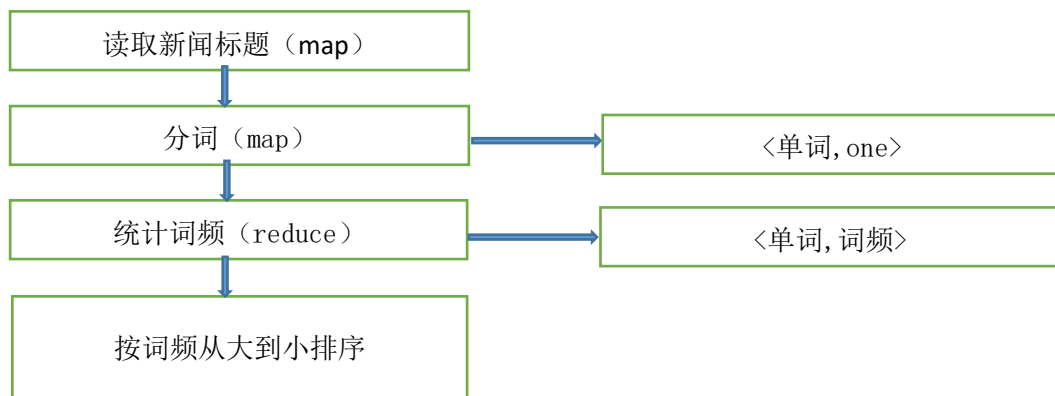 读取新闻标题（map）
分词（map）
<单词,one>
统计词频（reduce）
<单词,词频>
按词频从大到小排序